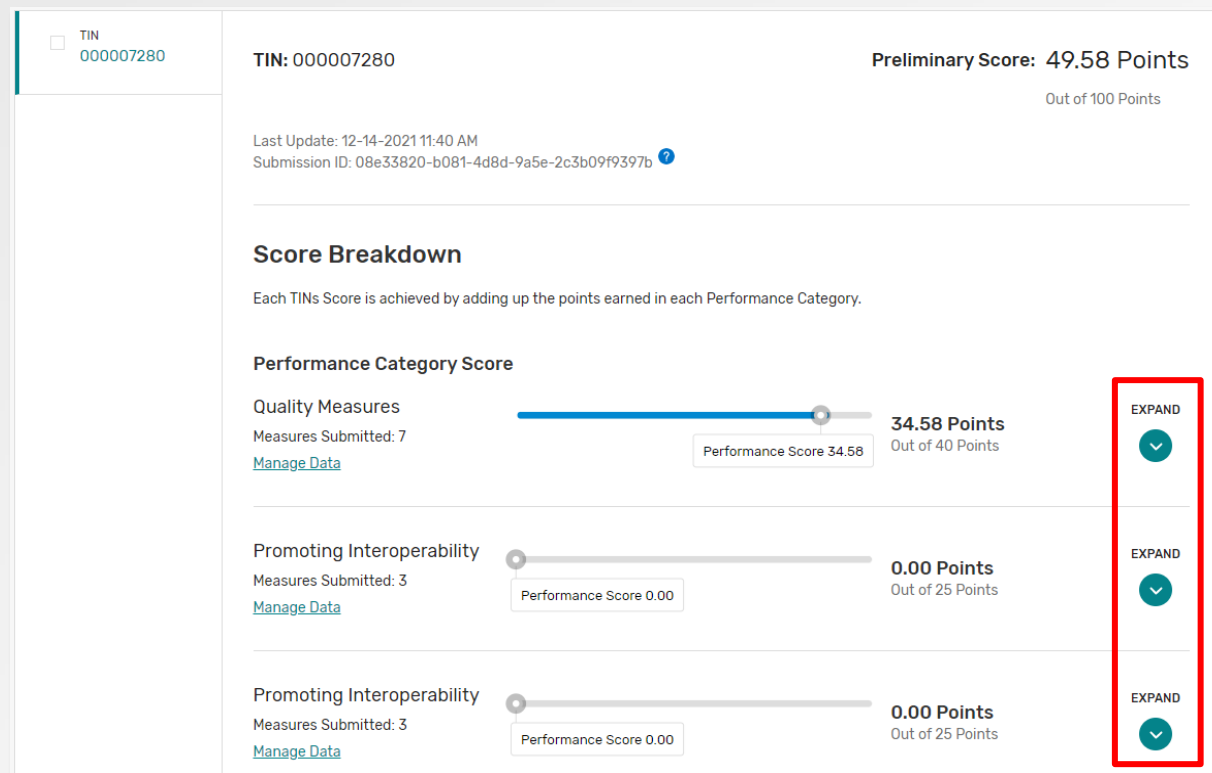 TIN
000007280
TIN: 000007280
Preliminary Score: 49.58 Points
Out of 100 Points
Last Update: 12-14-2021 11:40 AM
Submission ID: 08e33820-b081-4d8d-9a5e-2c3b09f9397b ?
Score Breakdown
Each TINs Score is achieved by adding up the points earned in each Performance Category.
Performance Category Score
Quality Measures
Measures Submitted: 7
Manage Data
Performance Score 34.58
34.58 Points
Out of 40 Points
EXPAND
Promoting Interoperability
Measures Submitted: 3
Manage Data
Performance Score 0.00
0.00 Points
Out of 25 Points
EXPAND
Promoting Interoperability
Measures Submitted: 3
Manage Data
Performance Score 0.00
0.00 Points
Out of 25 Points
EXPAND